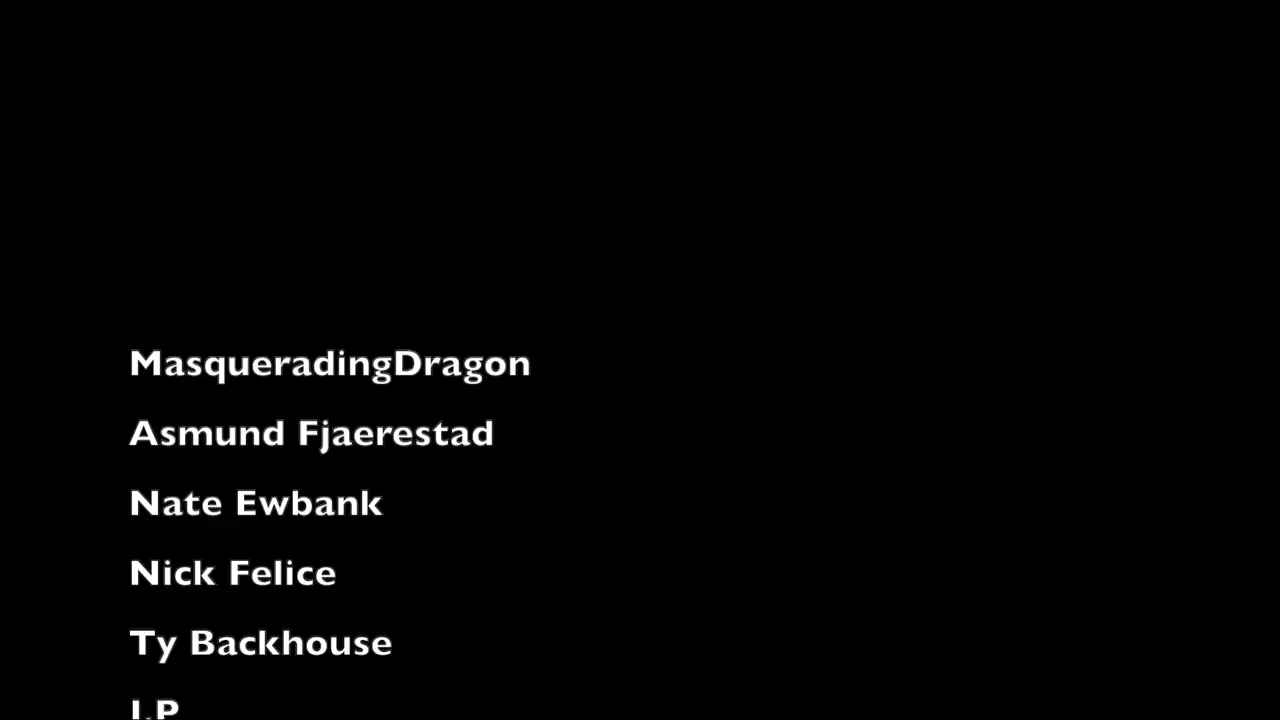 MasqueradingDragon
Asmund Fjaerestad
Nate Ewbank
Nick Felice
Ty Backhouse